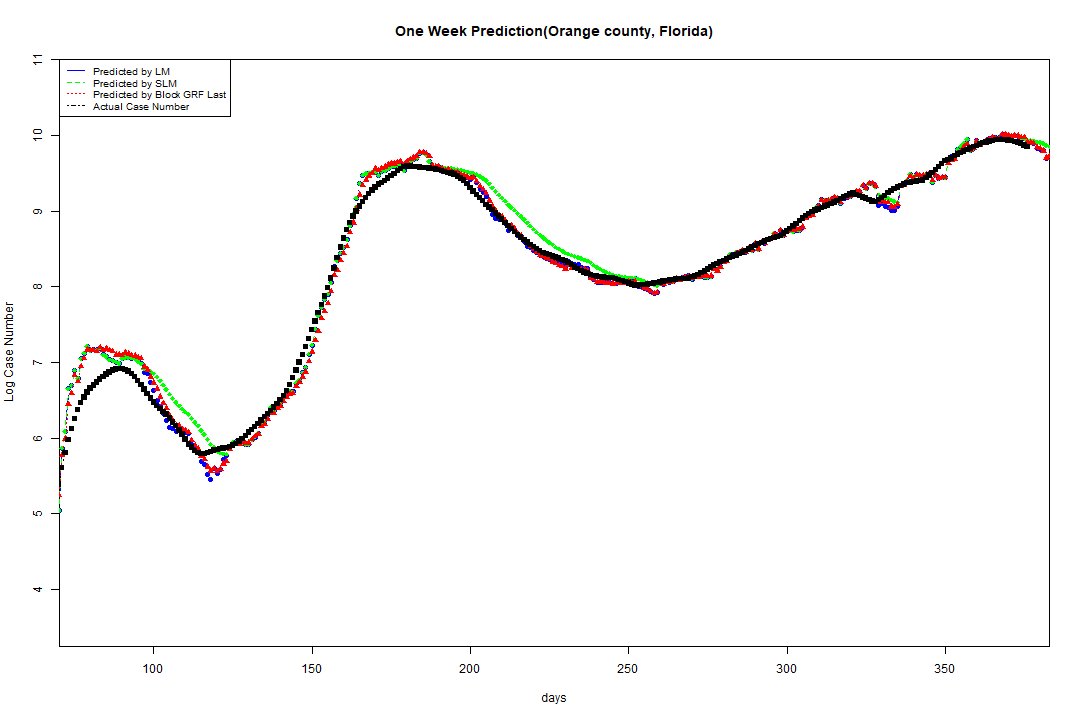 One Week Prediction(Orange county, Florida)
Predicted by LM
Predicted by SLM
Predicted by Block GRF Last
Actual Case Number
11
10
9
8
7
6
5
4
Log Case Number
100 150 200 250 300 350
days